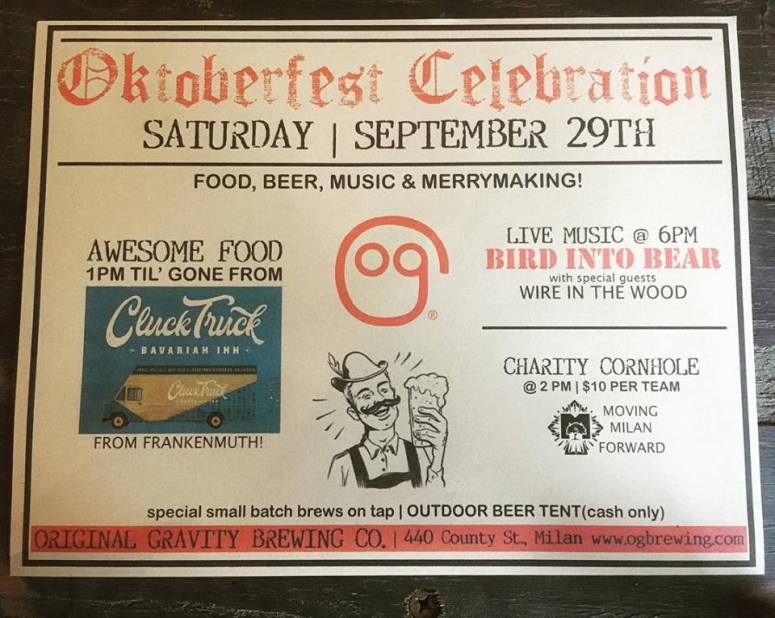 Oktoberfest Celebration
SATURDAY | SEPTEMBER 29TH
FOOD, BEER, MUSIC & MERRYMAKING!
AWESOME FOOD
1PM TIL' GONE FROM
Cluck Truck
BAVARIAN INN
Cluck Truck
FROM FRANKENMUTH!
og
®
LIVE MUSIC @ 6PM
BIRD INTO BEAR
with special guests
WIRE IN THE WOOD
CHARITY CORNHOLE
@ 2 PM | $10 PER TEAM
M
MOVING
MILAN
FORWARD
special small batch brews on tap | OUTDOOR BEER TENT(cash only)
ORIGINAL GRAVITY BREWING CO. | 440 County St., Milan www.ogbrewing.com